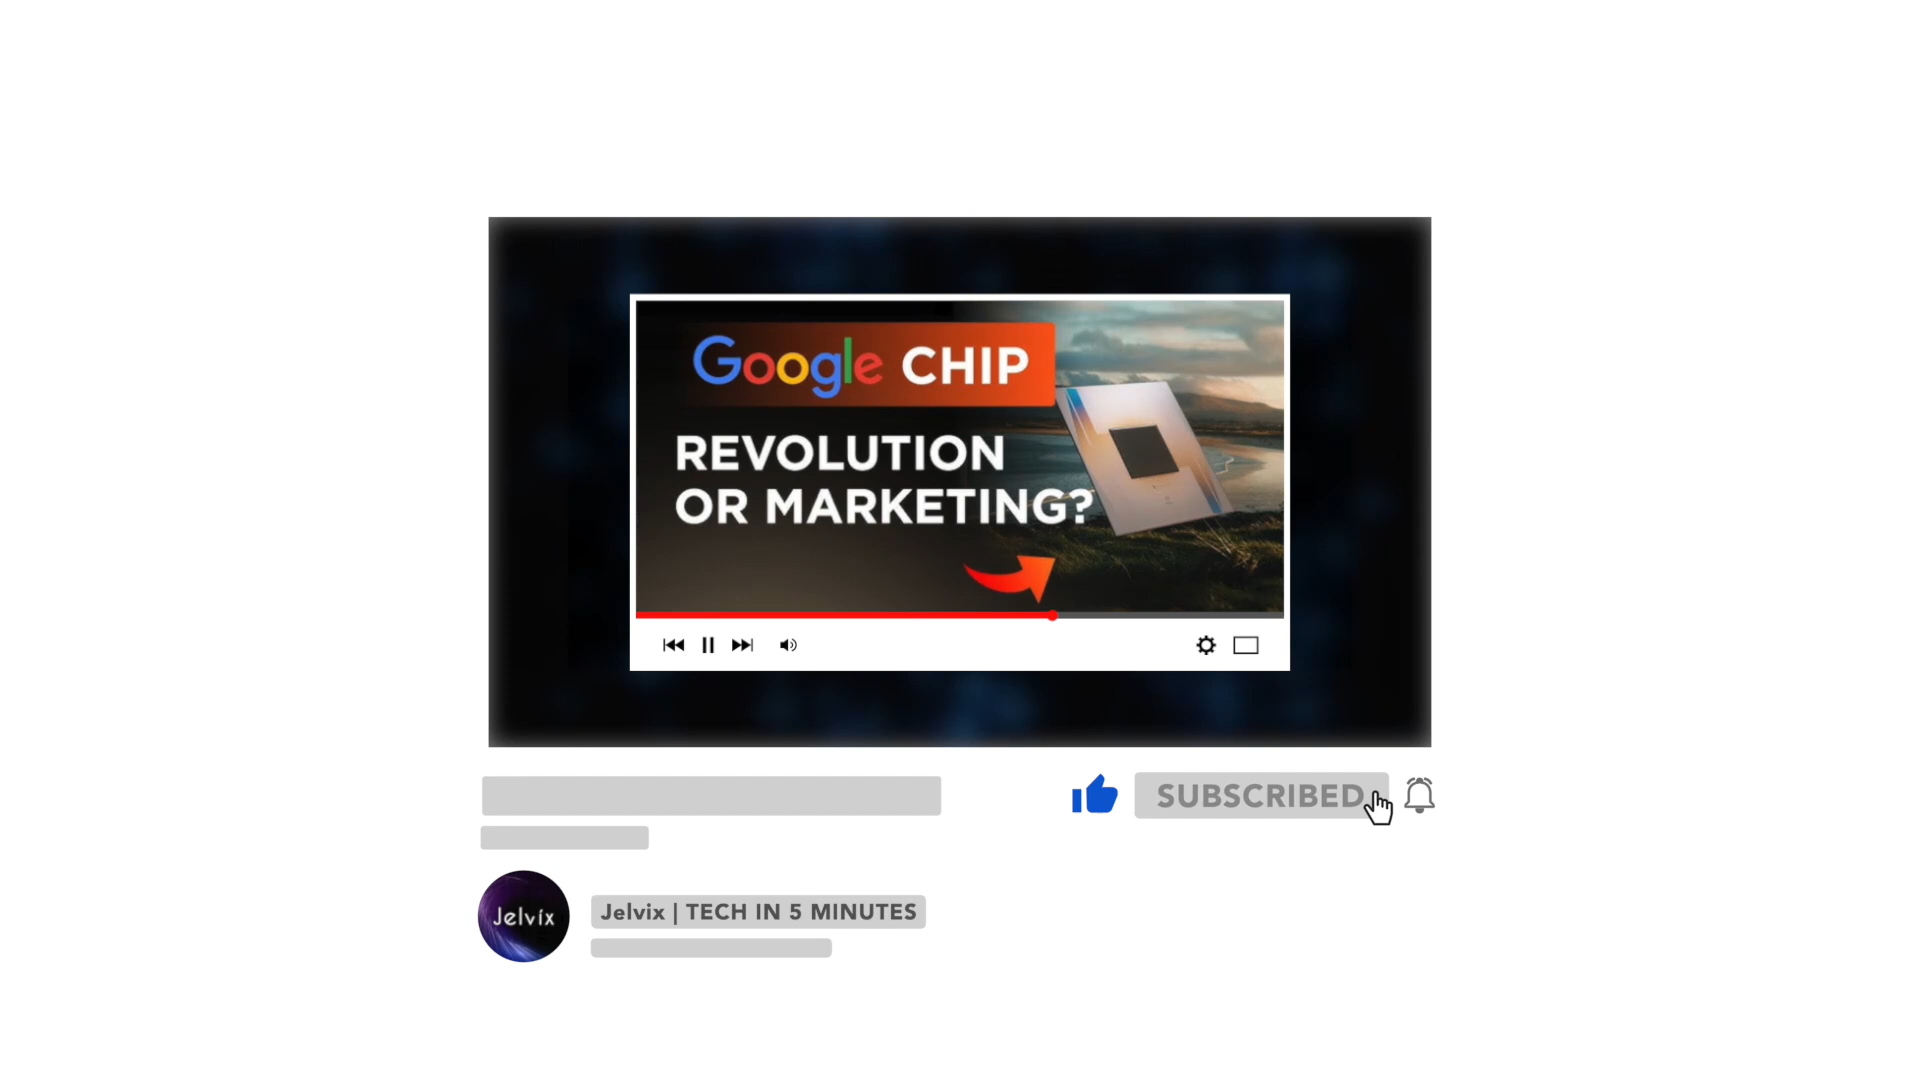 Google CHIP
REVOLUTION
OR MARKETING?
SUBSCRIBED
Jelvix
Jelvix | TECH IN 5 MINUTES